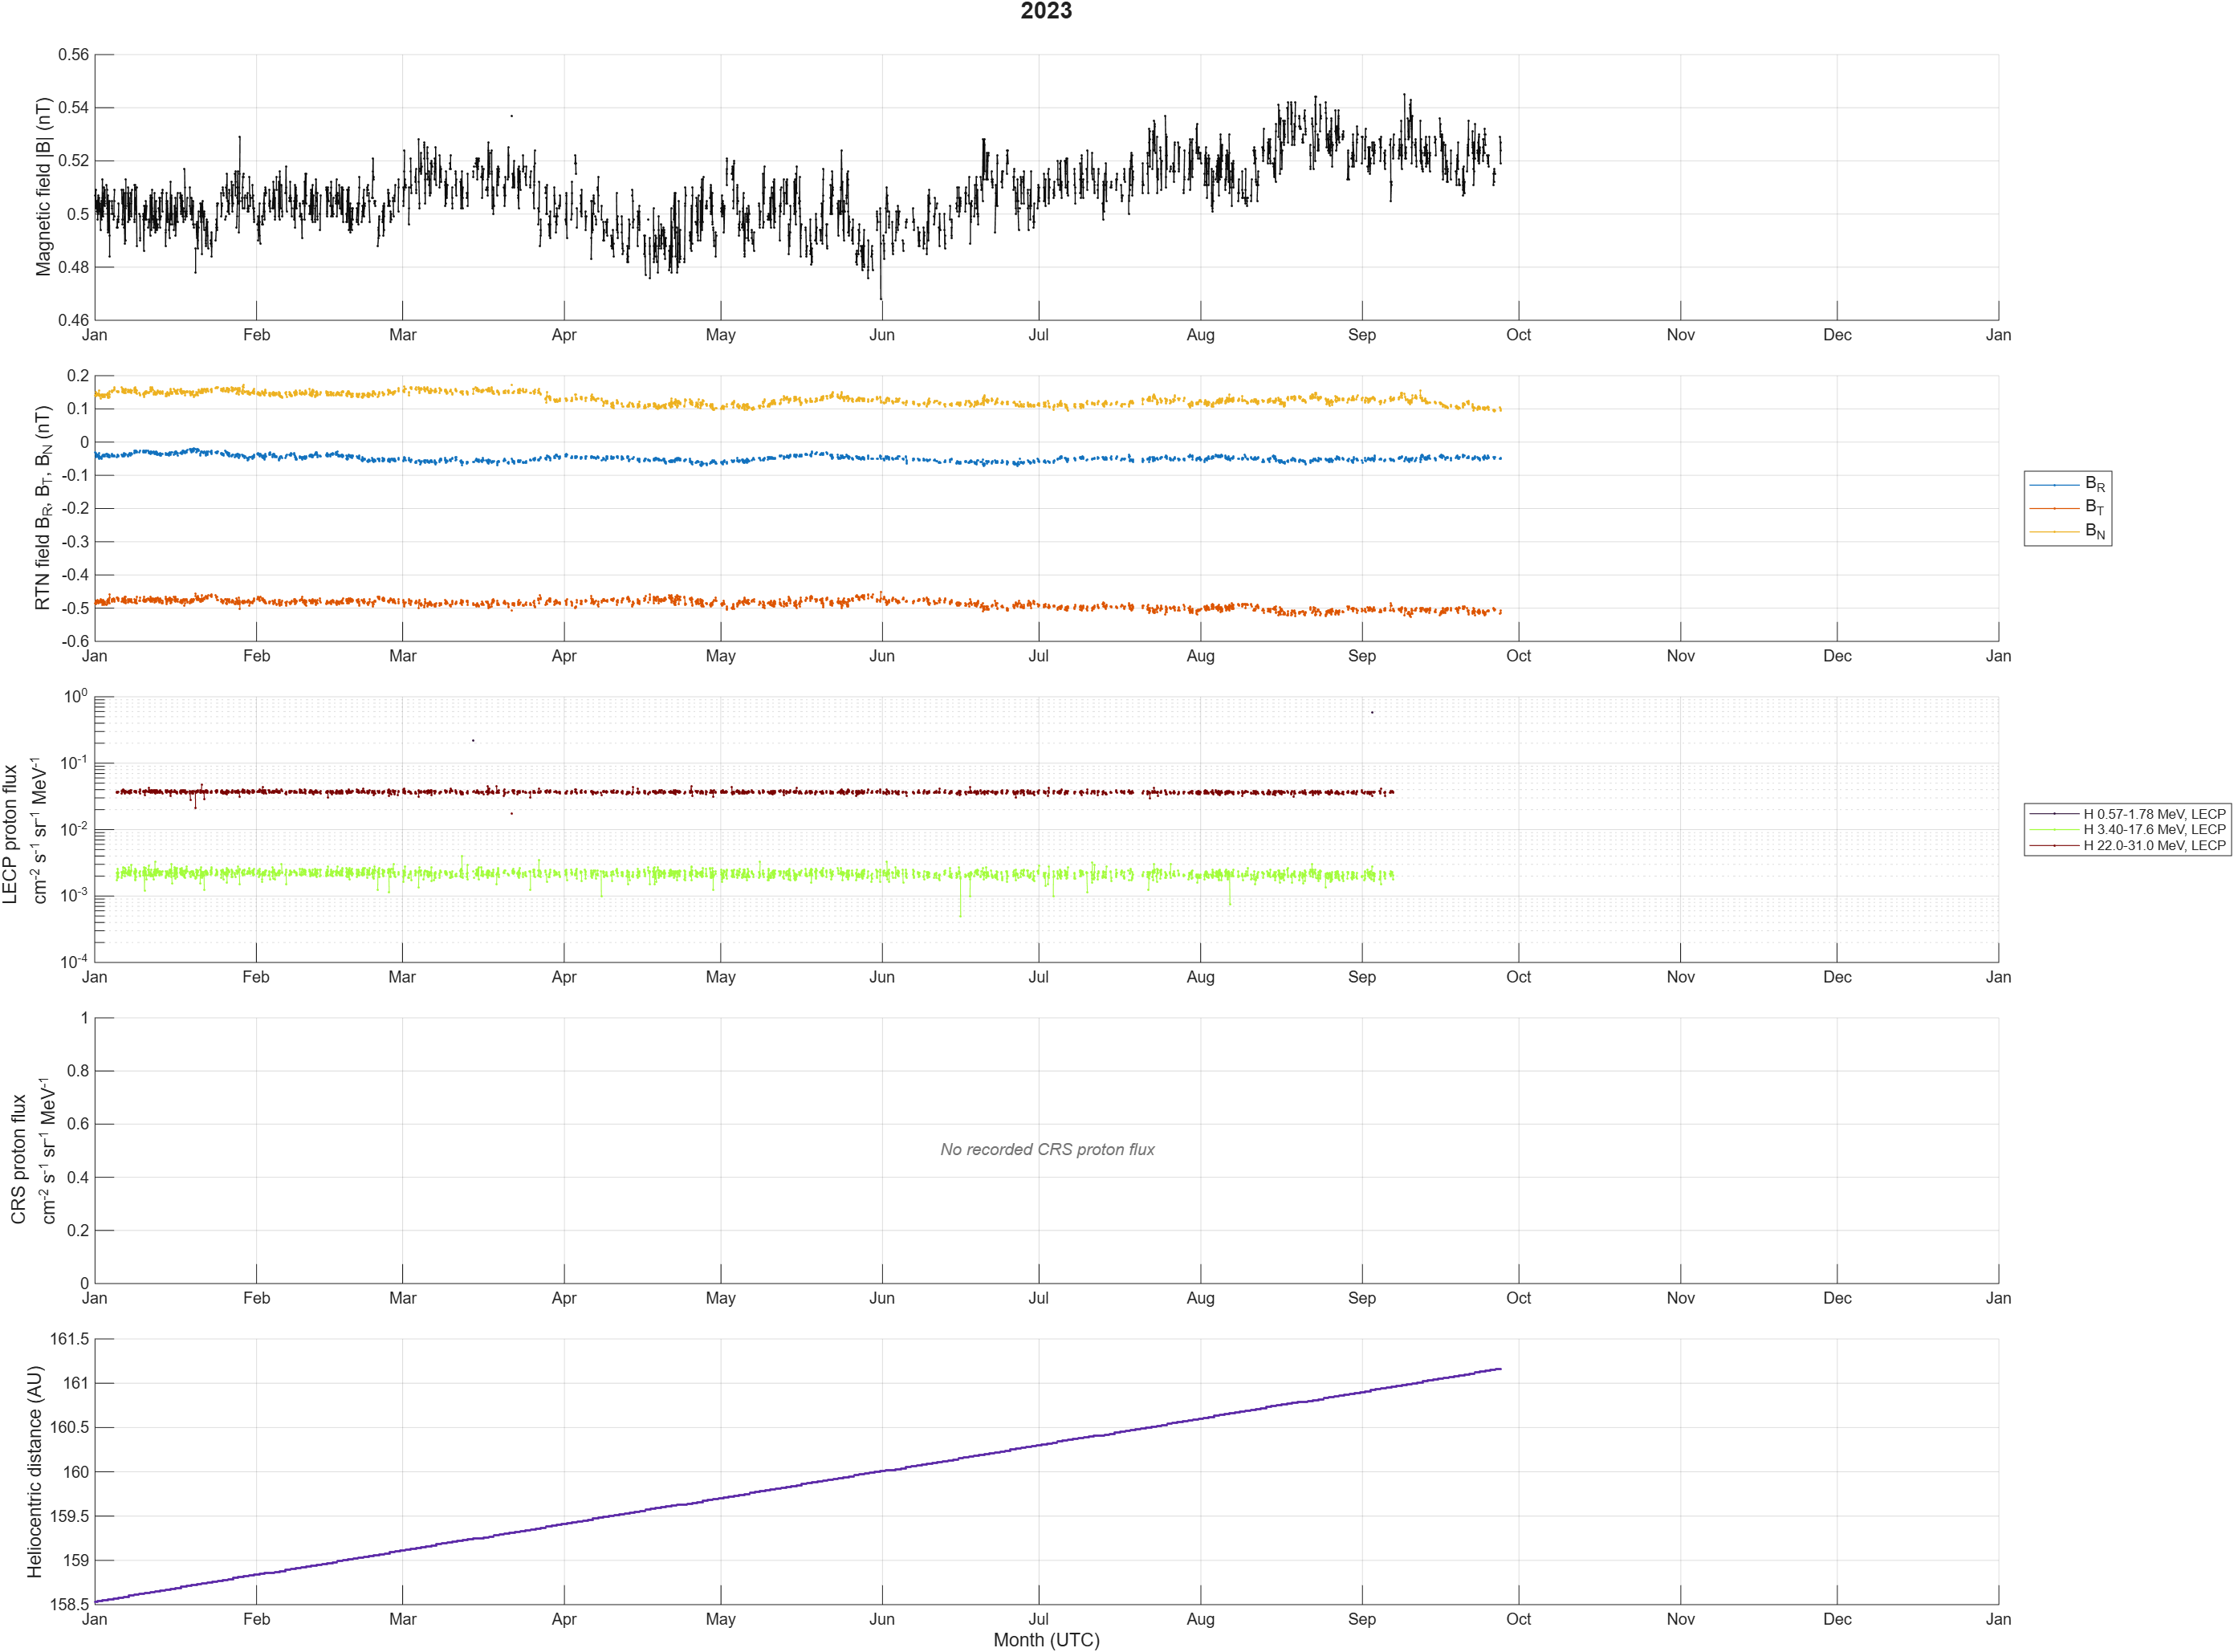 2023
Magnetic field |B| (nT)
0.56
0.54
0.52
0.5
0.48
0.46
Jan Feb Mar Apr May Jun Jul Aug Sep Oct Nov Dec Jan
RTN field B_R, B_T, B_N (nT)
0.2
0.1
0
-0.1
-0.2
-0.3
-0.4
-0.5
-0.6
Jan Feb Mar Apr May Jun Jul Aug Sep Oct Nov Dec Jan
B_R
B_T
B_N
LECP proton flux
cm^-2 s^-1 sr^-1 MeV^-1
10^0
10^-1
10^-2
10^-3
10^-4
Jan Feb Mar Apr May Jun Jul Aug Sep Oct Nov Dec Jan
H 0.57-1.78 MeV, LECP
H 3.40-17.6 MeV, LECP
H 22.0-31.0 MeV, LECP
CRS proton flux
cm^-2 s^-1 sr^-1 MeV^-1
1
0.8
0.6
0.4
0.2
0
No recorded CRS proton flux
Jan Feb Mar Apr May Jun Jul Aug Sep Oct Nov Dec Jan
Heliocentric distance (AU)
161.5
161
160.5
160
159.5
159
158.5
Jan Feb Mar Apr May Jun Jul Aug Sep Oct Nov Dec Jan
Month (UTC)